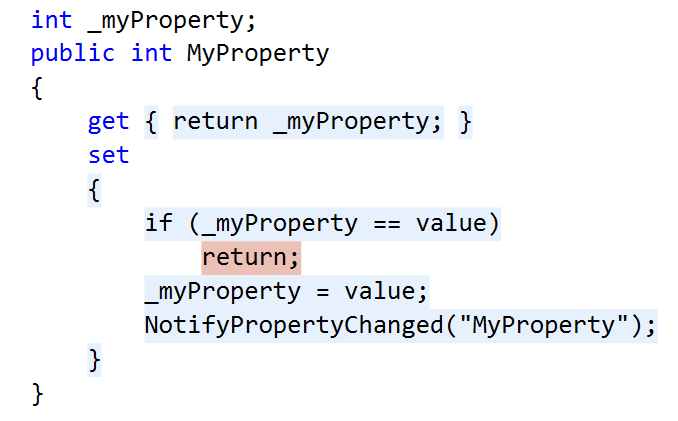 int _myProperty;
public int MyProperty
{
get { return _myProperty; }
set
{
if (_myProperty == value)
return;
_myProperty = value;
NotifyPropertyChanged("MyProperty");
}
}